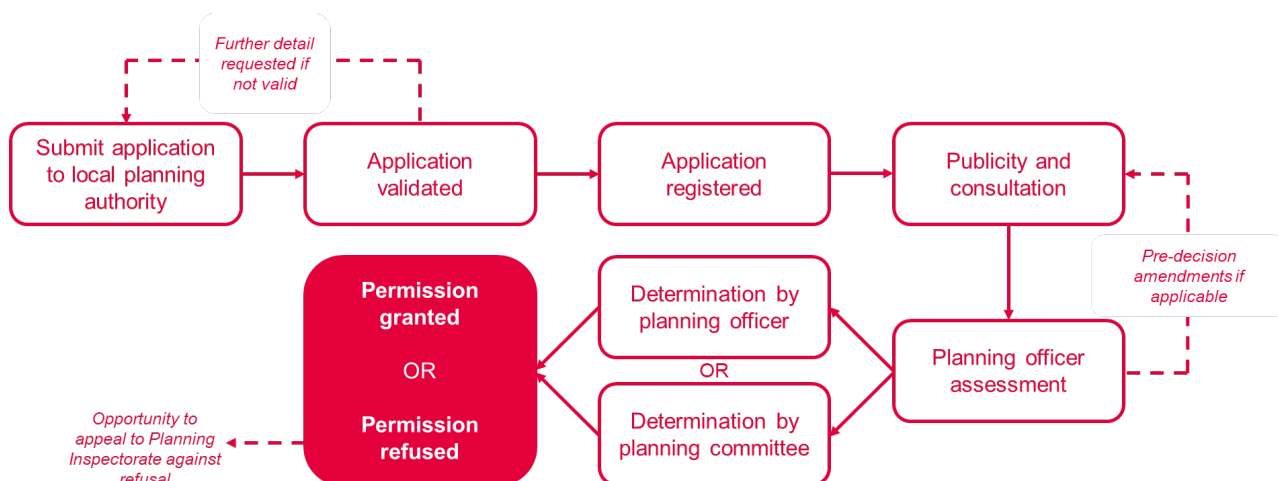 Further detail
requested if
not valid
Submit application
to local planning
authority
Application
validated
Application
registered
Publicity and
consultation
Pre-decision
amendments if
applicable
Planning officer
assessment
Determination by
planning officer
OR
Determination by
planning committee
Permission
granted
OR
Permission
refused
Opportunity to
appeal to Planning
Inspectorate against
refusal